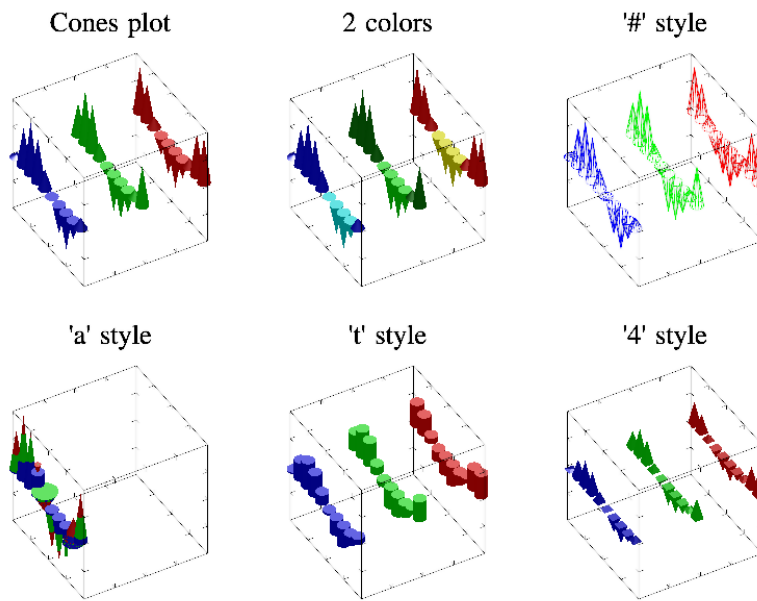 Cones plot
2 colors
'#' style
'a' style
't' style
'4' style